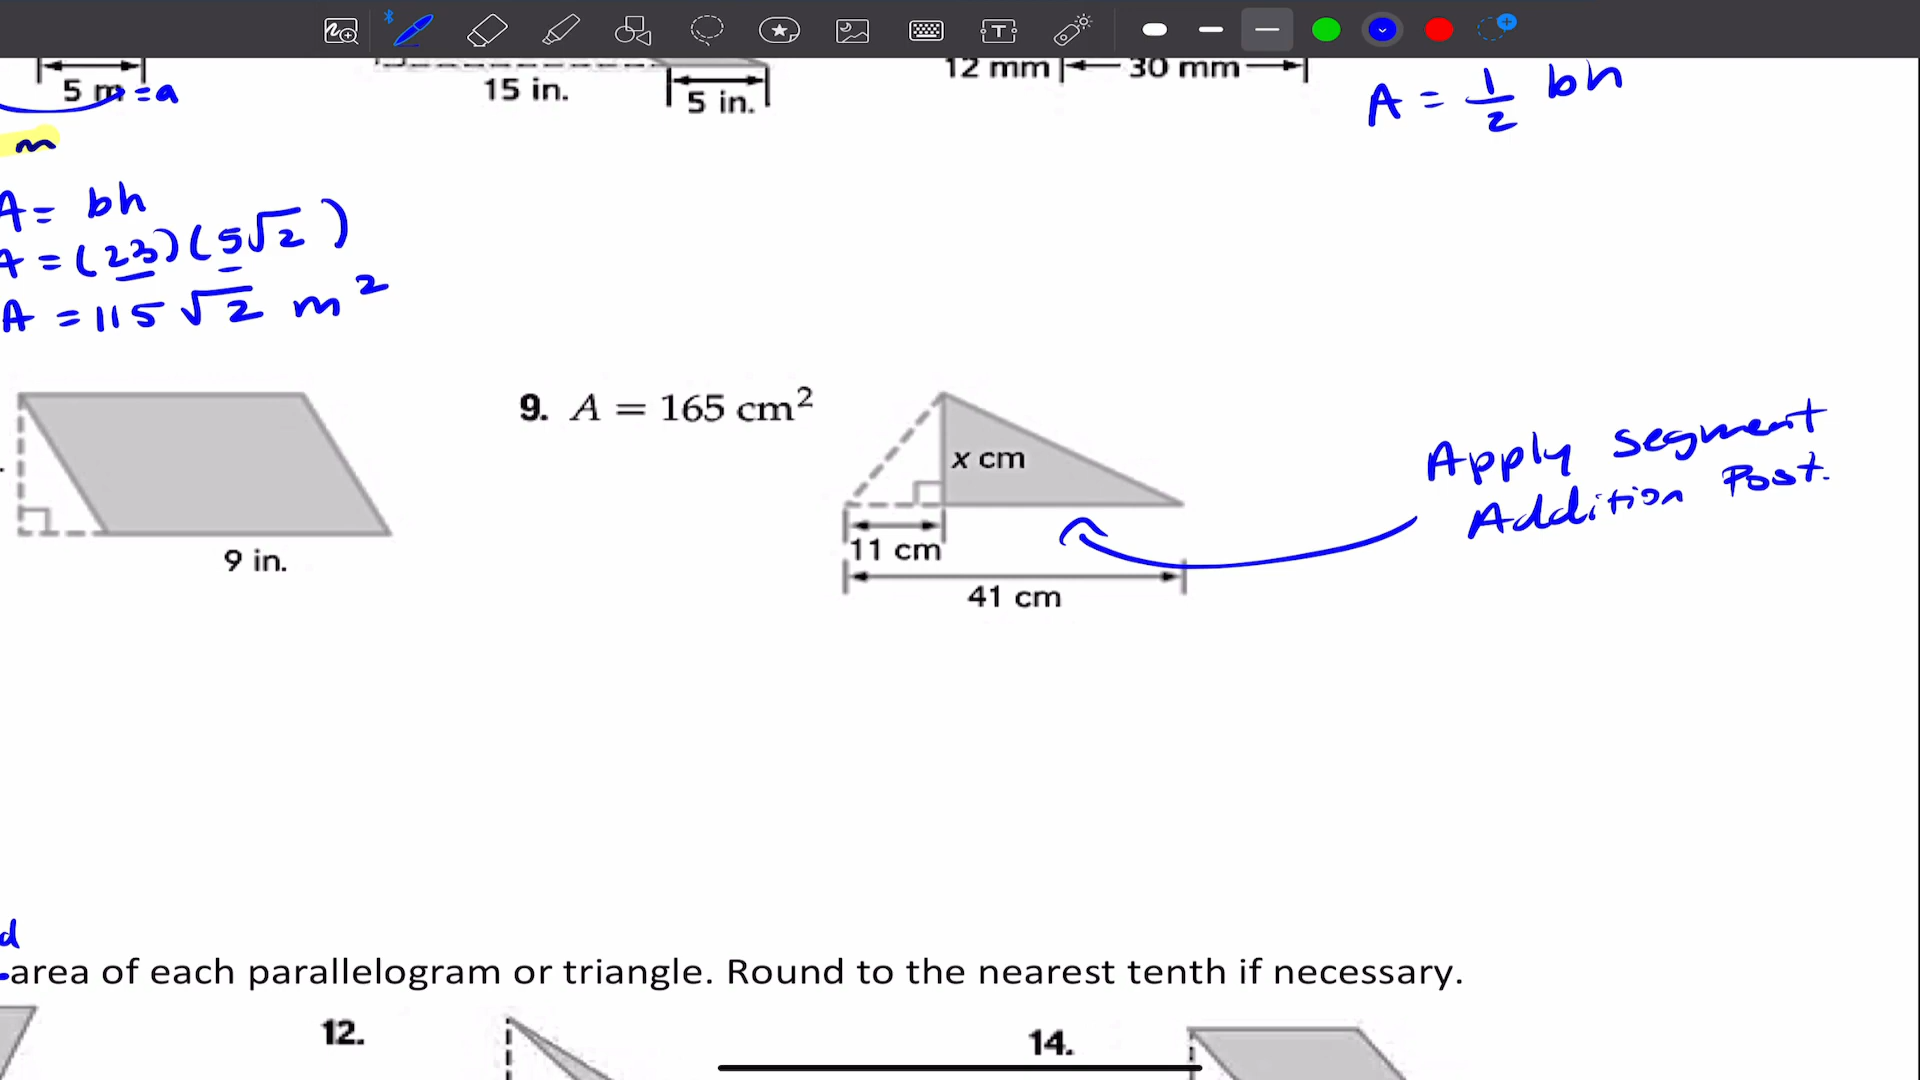 5 m = a
15 in.
5 in.
12 mm
30 mm
A = 1/2 bh
m
A = bh
A = (23)(5√2)
A = 115√2 m²
9 in.
9. A = 165 cm²
x cm
11 cm
41 cm
Apply Segment
Addition Post.
d
area of each parallelogram or triangle. Round to the nearest tenth if necessary.
12.
14.